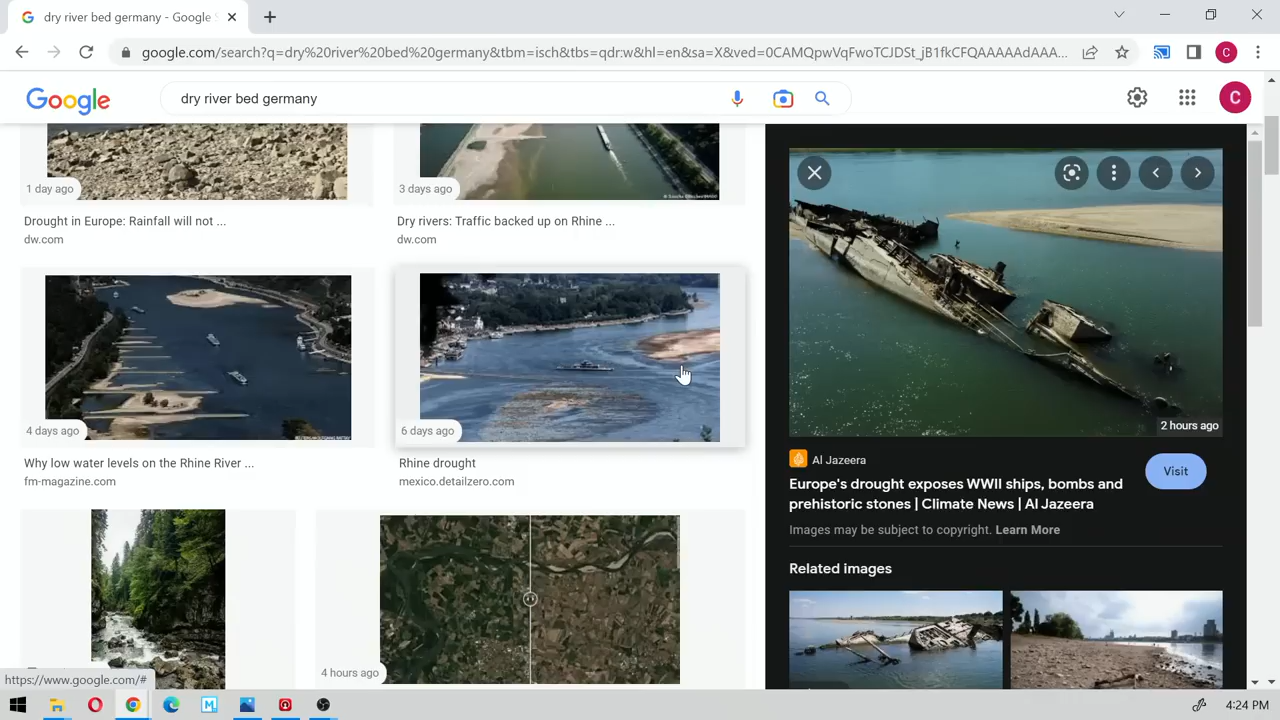 dry river bed germany - Google
google.com/search?q=dry%20river%20bed%20germany&tbm=isch&tbs=qdr:w&hl=en&sa=X&ved=0CAMQpwVqFwoTCJDSt_jB1fkCFQAAAAAdAAA...
C
Google
dry river bed germany
C
1 day ago
3 days ago
Drought in Europe: Rainfall will not ...
dw.com
Dry rivers: Traffic backed up on Rhine ...
dw.com
2 hours ago
4 days ago
6 days ago
Why low water levels on the Rhine River ...
fm-magazine.com
Rhine drought
mexico.detailzero.com
Al Jazeera
Visit
Europe's drought exposes WWII ships, bombs and
prehistoric stones | Climate News | Al Jazeera
Images may be subject to copyright. Learn More
Related images
4 hours ago
https://www.google.com/#
4:24 PM